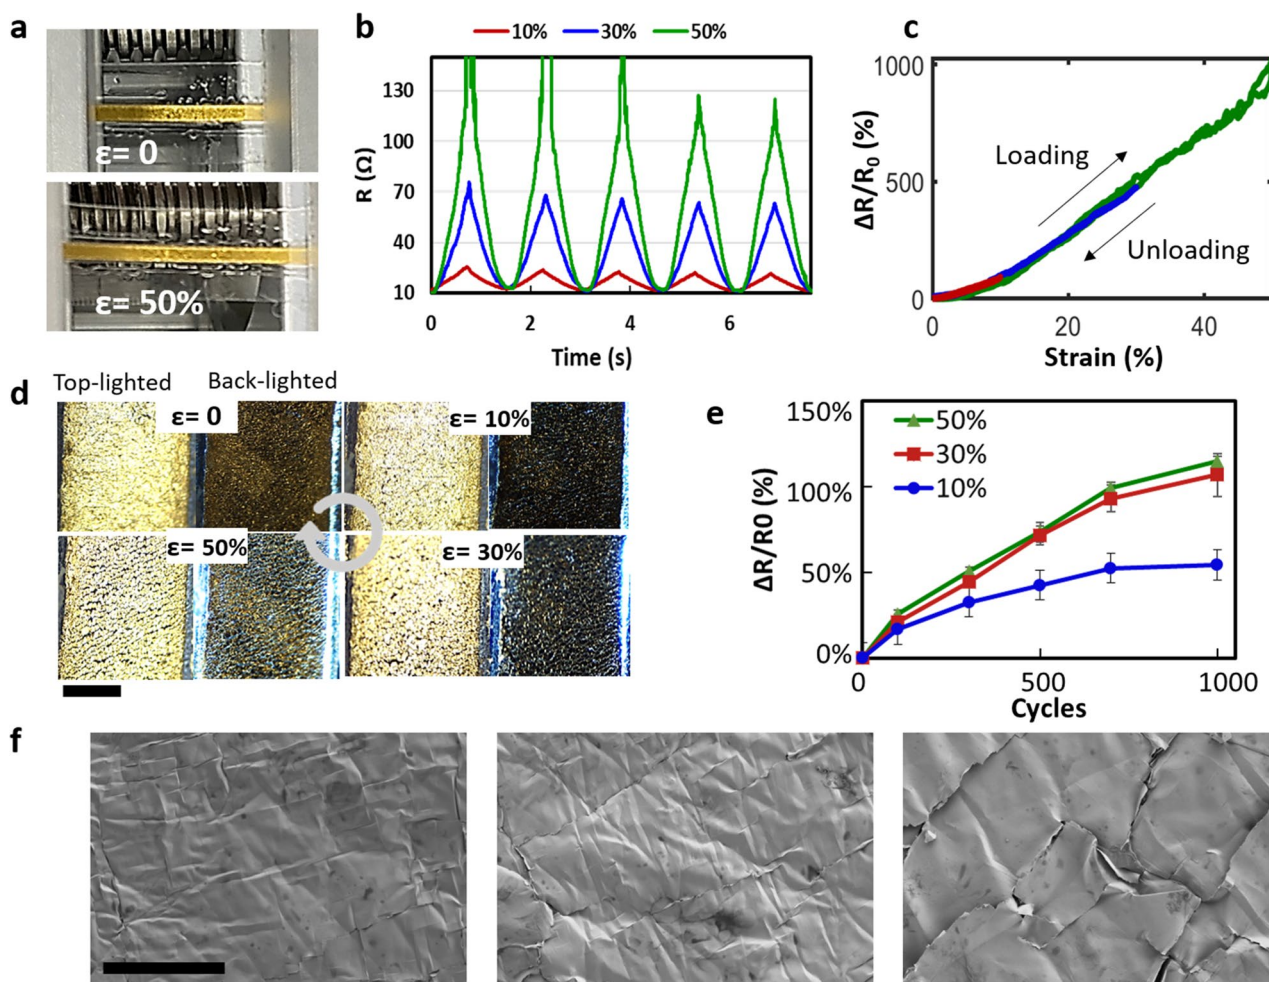 a
ε= 0
ε= 50%
b
10% 30% 50%
R (Ω)
130
100
70
40
10
0 2 4 6
Time (s)
c
ΔR/R₀ (%)
1000
500
0
Loading
Unloading
0 20 40
Strain (%)
d
Top-lighted Back-lighted
ε= 0
ε= 10%
ε= 50%
ε= 30%
e
ΔR/R0 (%)
150%
100%
50%
0%
50%
30%
10%
0 500 1000
Cycles
f